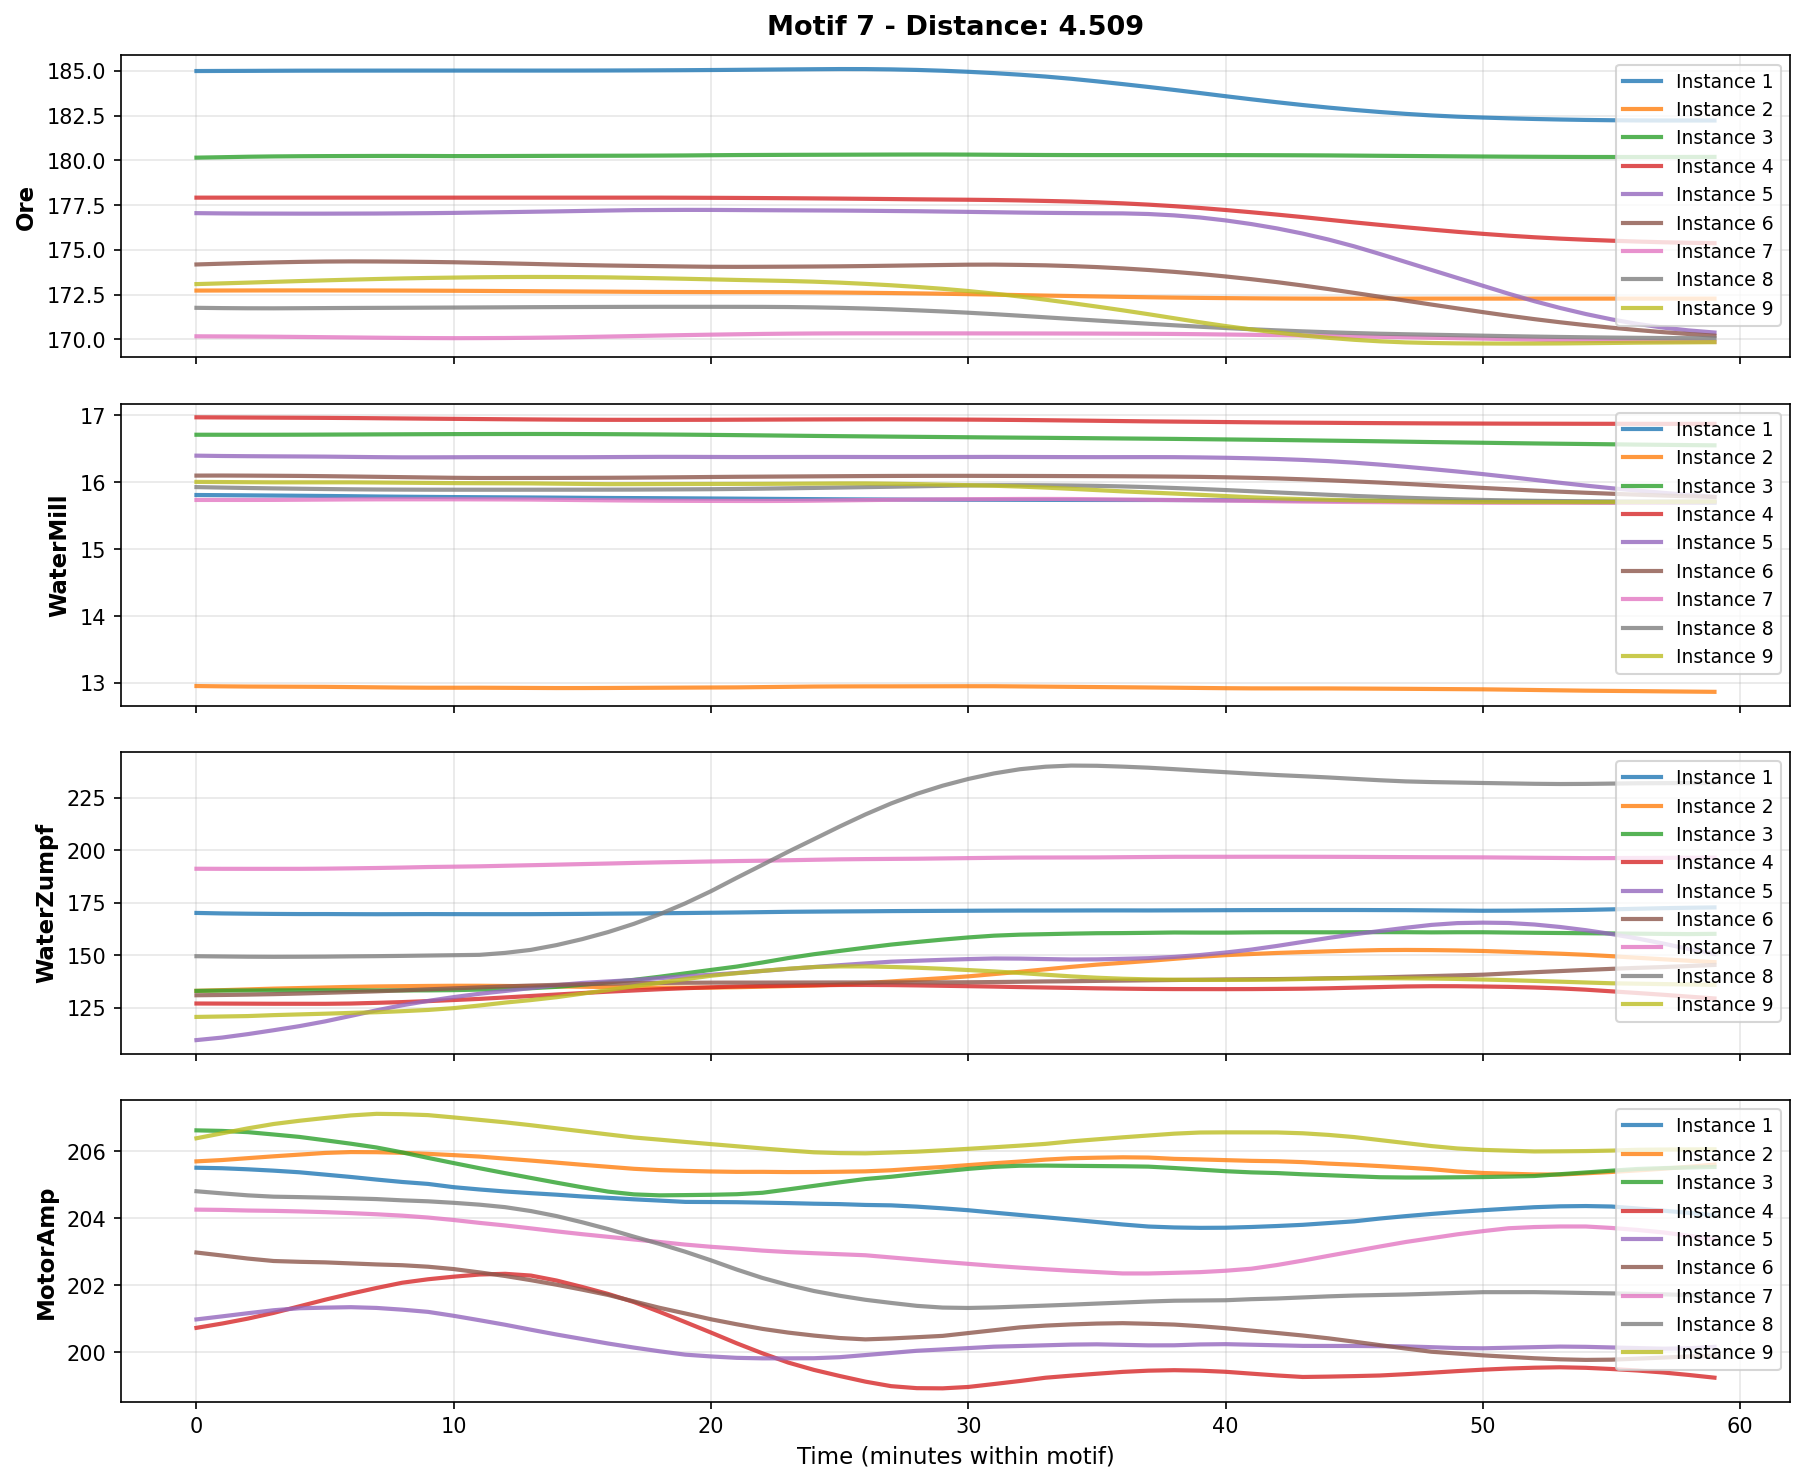 Motif 7 - Distance: 4.509
Ore
185.0
182.5
180.0
177.5
175.0
172.5
170.0
Instance 1
Instance 2
Instance 3
Instance 4
Instance 5
Instance 6
Instance 7
Instance 8
Instance 9
WaterMill
17
16
15
14
13
Instance 1
Instance 2
Instance 3
Instance 4
Instance 5
Instance 6
Instance 7
Instance 8
Instance 9
WaterZumpf
225
200
175
150
125
Instance 1
Instance 2
Instance 3
Instance 4
Instance 5
Instance 6
Instance 7
Instance 8
Instance 9
MotorAmp
206
204
202
200
Instance 1
Instance 2
Instance 3
Instance 4
Instance 5
Instance 6
Instance 7
Instance 8
Instance 9
0 10 20 30 40 50 60
Time (minutes within motif)